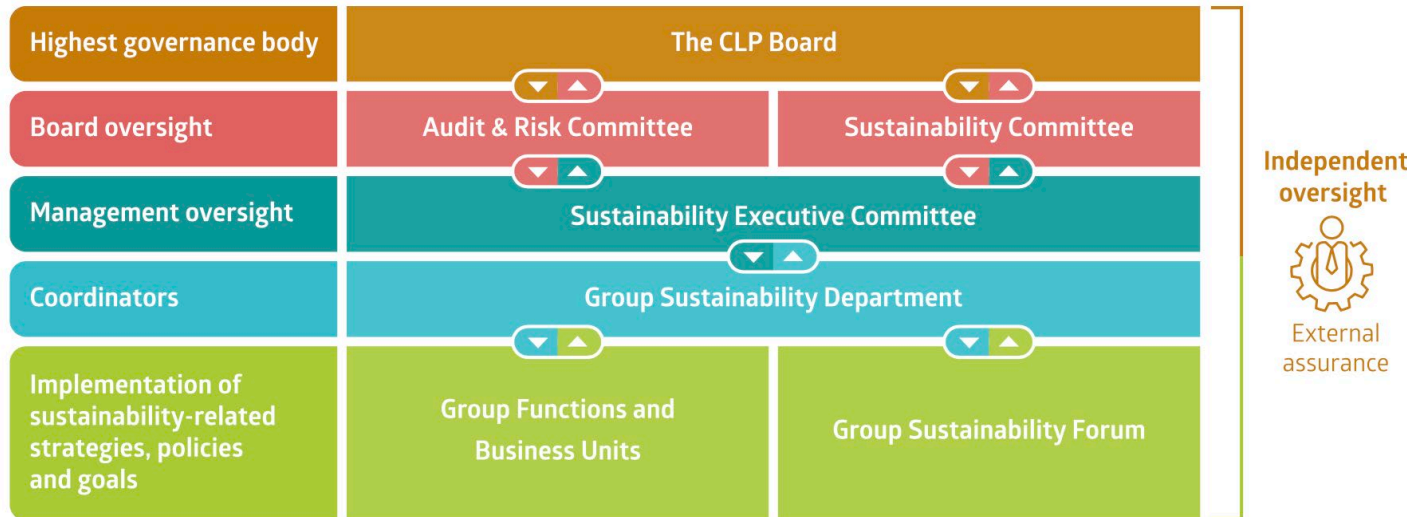 Highest governance body
The CLP Board
Board oversight
Audit & Risk Committee
Sustainability Committee
Management oversight
Sustainability Executive Committee
Coordinators
Group Sustainability Department
Implementation of
sustainability-related
strategies, policies
and goals
Group Functions and
Business Units
Group Sustainability Forum
Independent
oversight
External
assurance